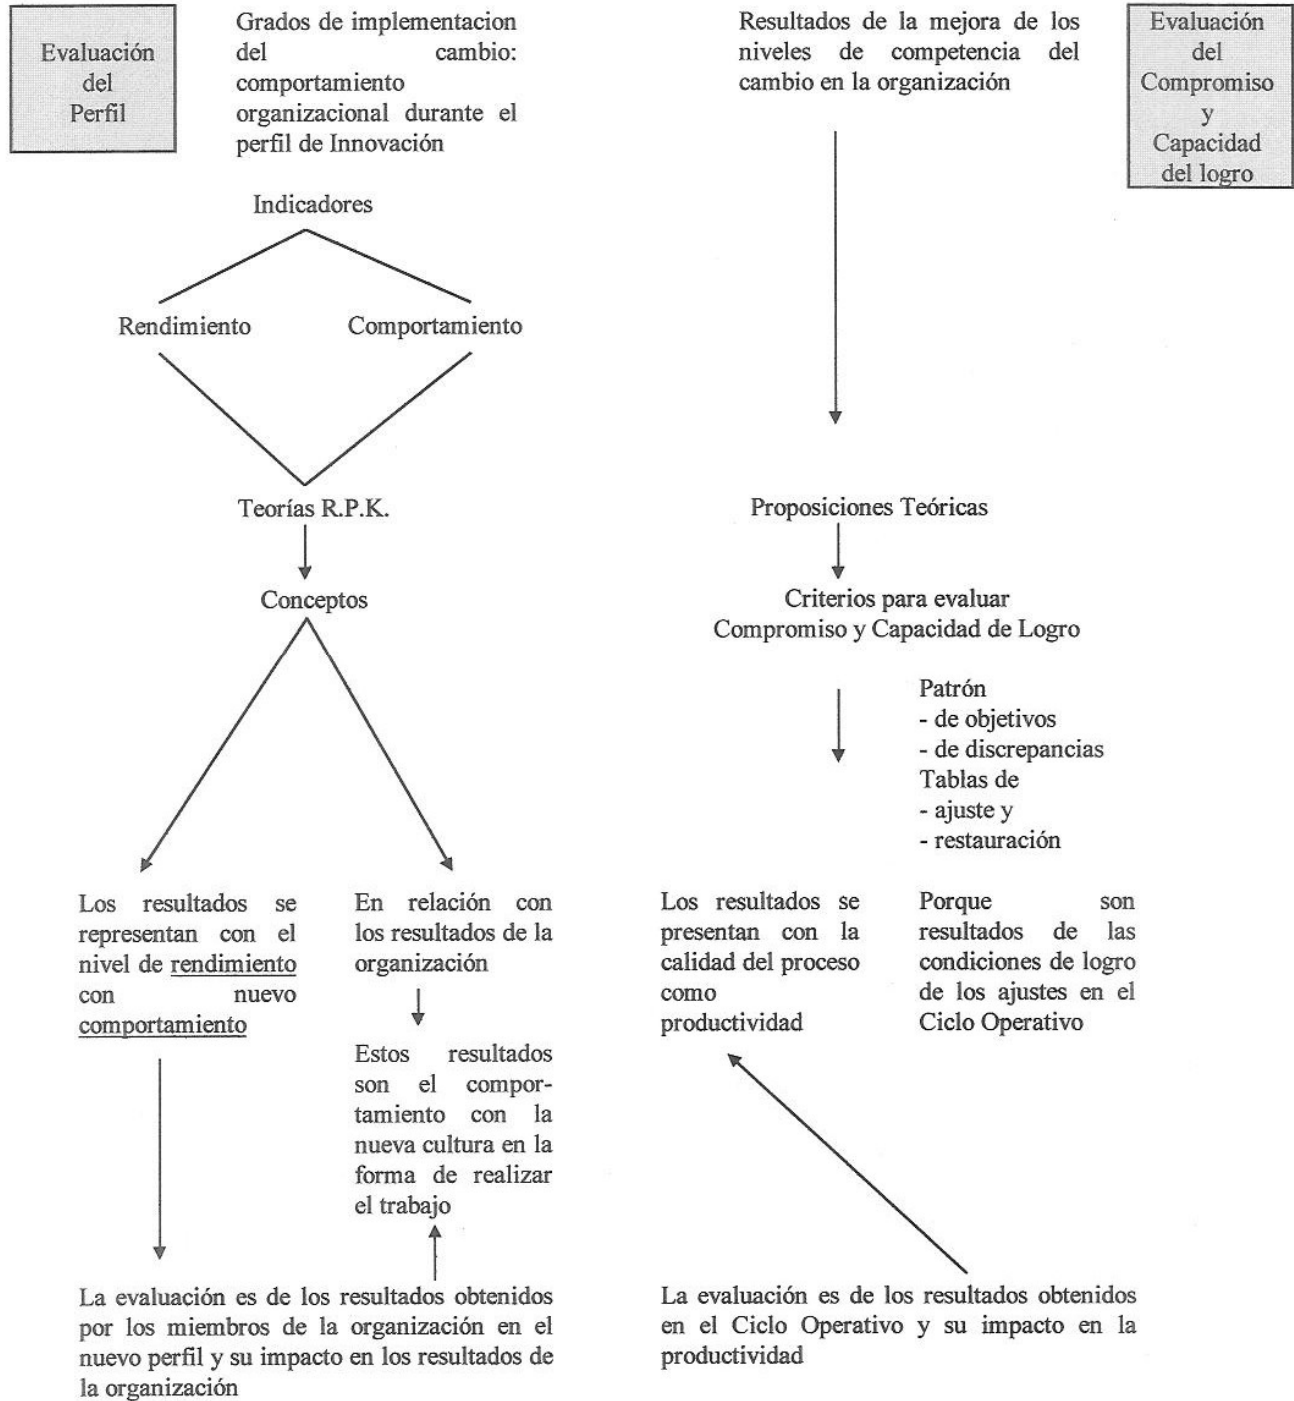 Evaluación
del
Perfil
Grados de implementacion
del cambio:
comportamiento
organizacional durante el
perfil de Innovación
Indicadores
Rendimiento
Comportamiento
Teorías R.P.K.
Conceptos
Los resultados se
representan con el
nivel de rendimiento
con nuevo
comportamiento
En relación con
los resultados de la
organización
Estos resultados
son el compor-
tamiento con la
nueva cultura en la
forma de realizar
el trabajo
La evaluación es de los resultados obtenidos
por los miembros de la organización en el
nuevo perfil y su impacto en los resultados de
la organización
Resultados de la mejora de los
niveles de competencia del
cambio en la organización
Evaluación
del
Compromiso
y
Capacidad
del logro
Proposiciones Teóricas
Criterios para evaluar
Compromiso y Capacidad de Logro
Patrón
- de objetivos
- de discrepancias
Tablas de
- ajuste y
- restauración
Los resultados se
presentan con la
calidad del proceso
como
productividad
Porque son
resultados de las
condiciones de logro
de los ajustes en el
Ciclo Operativo
La evaluación es de los resultados obtenidos
en el Ciclo Operativo y su impacto en la
productividad